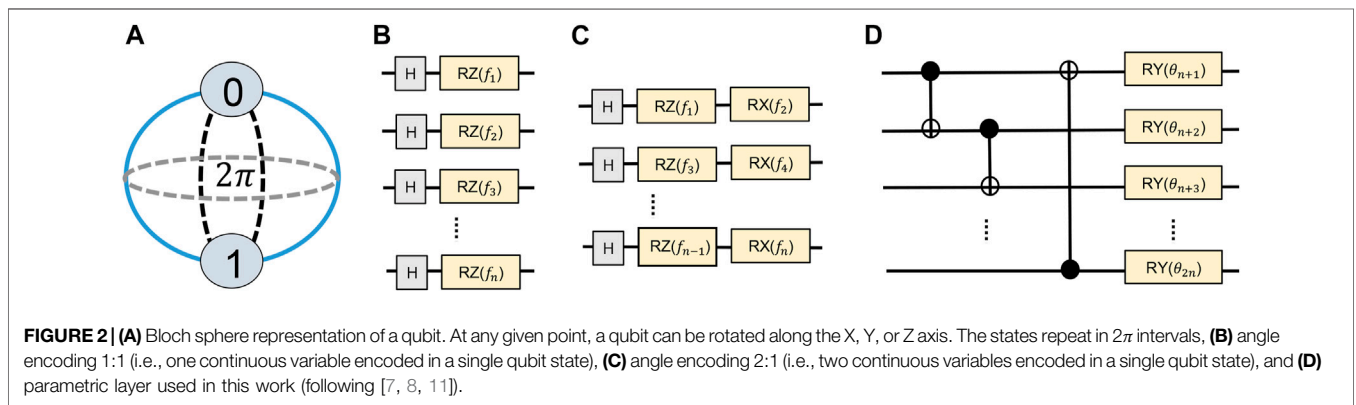 A
0
2π
1
B
H RZ(f₁)
H RZ(f₂)
H RZ(f₃)
H RZ(fₙ)
C
H RZ(f₁) RX(f₂)
H RZ(f₃) RX(f₄)
H RZ(fₙ₋₁) RX(fₙ)
D
RY(θₙ₊₁)
RY(θₙ₊₂)
RY(θₙ₊₃)
RY(θ₂ₙ)
FIGURE 2 | (A) Bloch sphere representation of a qubit. At any given point, a qubit can be rotated along the X, Y, or Z axis. The states repeat in 2π intervals, (B) angle
encoding 1:1 (i.e., one continuous variable encoded in a single qubit state), (C) angle encoding 2:1 (i.e., two continuous variables encoded in a single qubit state), and (D)
parametric layer used in this work (following [7, 8, 11]).